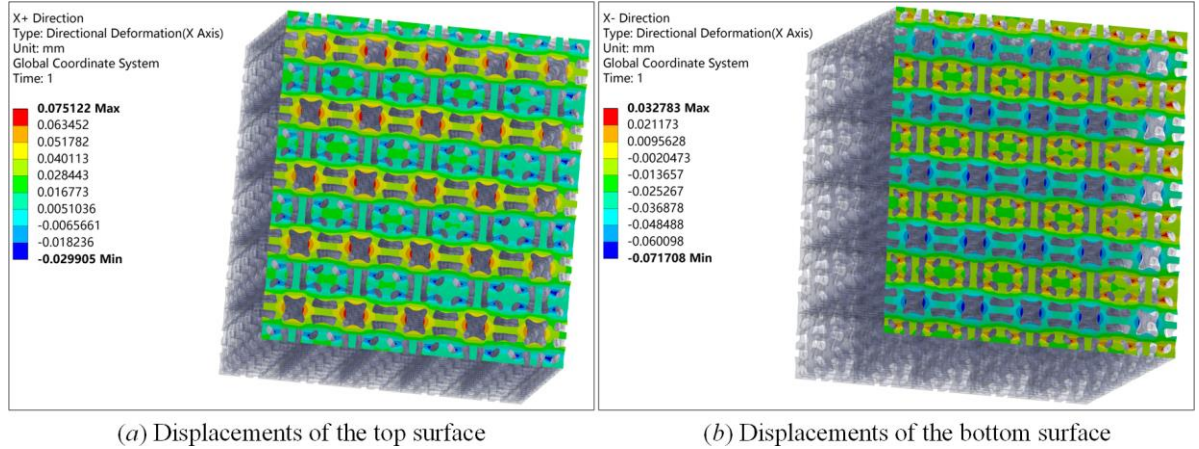 X+ Direction
Type: Directional Deformation(X Axis)
Unit: mm
Global Coordinate System
Time: 1
0.075122 Max
0.063452
0.051782
0.040113
0.028443
0.016773
0.0051036
-0.0065661
-0.018236
-0.029905 Min
(a) Displacements of the top surface
X- Direction
Type: Directional Deformation(X Axis)
Unit: mm
Global Coordinate System
Time: 1
0.032783 Max
0.021173
0.0095628
-0.0020473
-0.013657
-0.025267
-0.036878
-0.048488
-0.060098
-0.071708 Min
(b) Displacements of the bottom surface